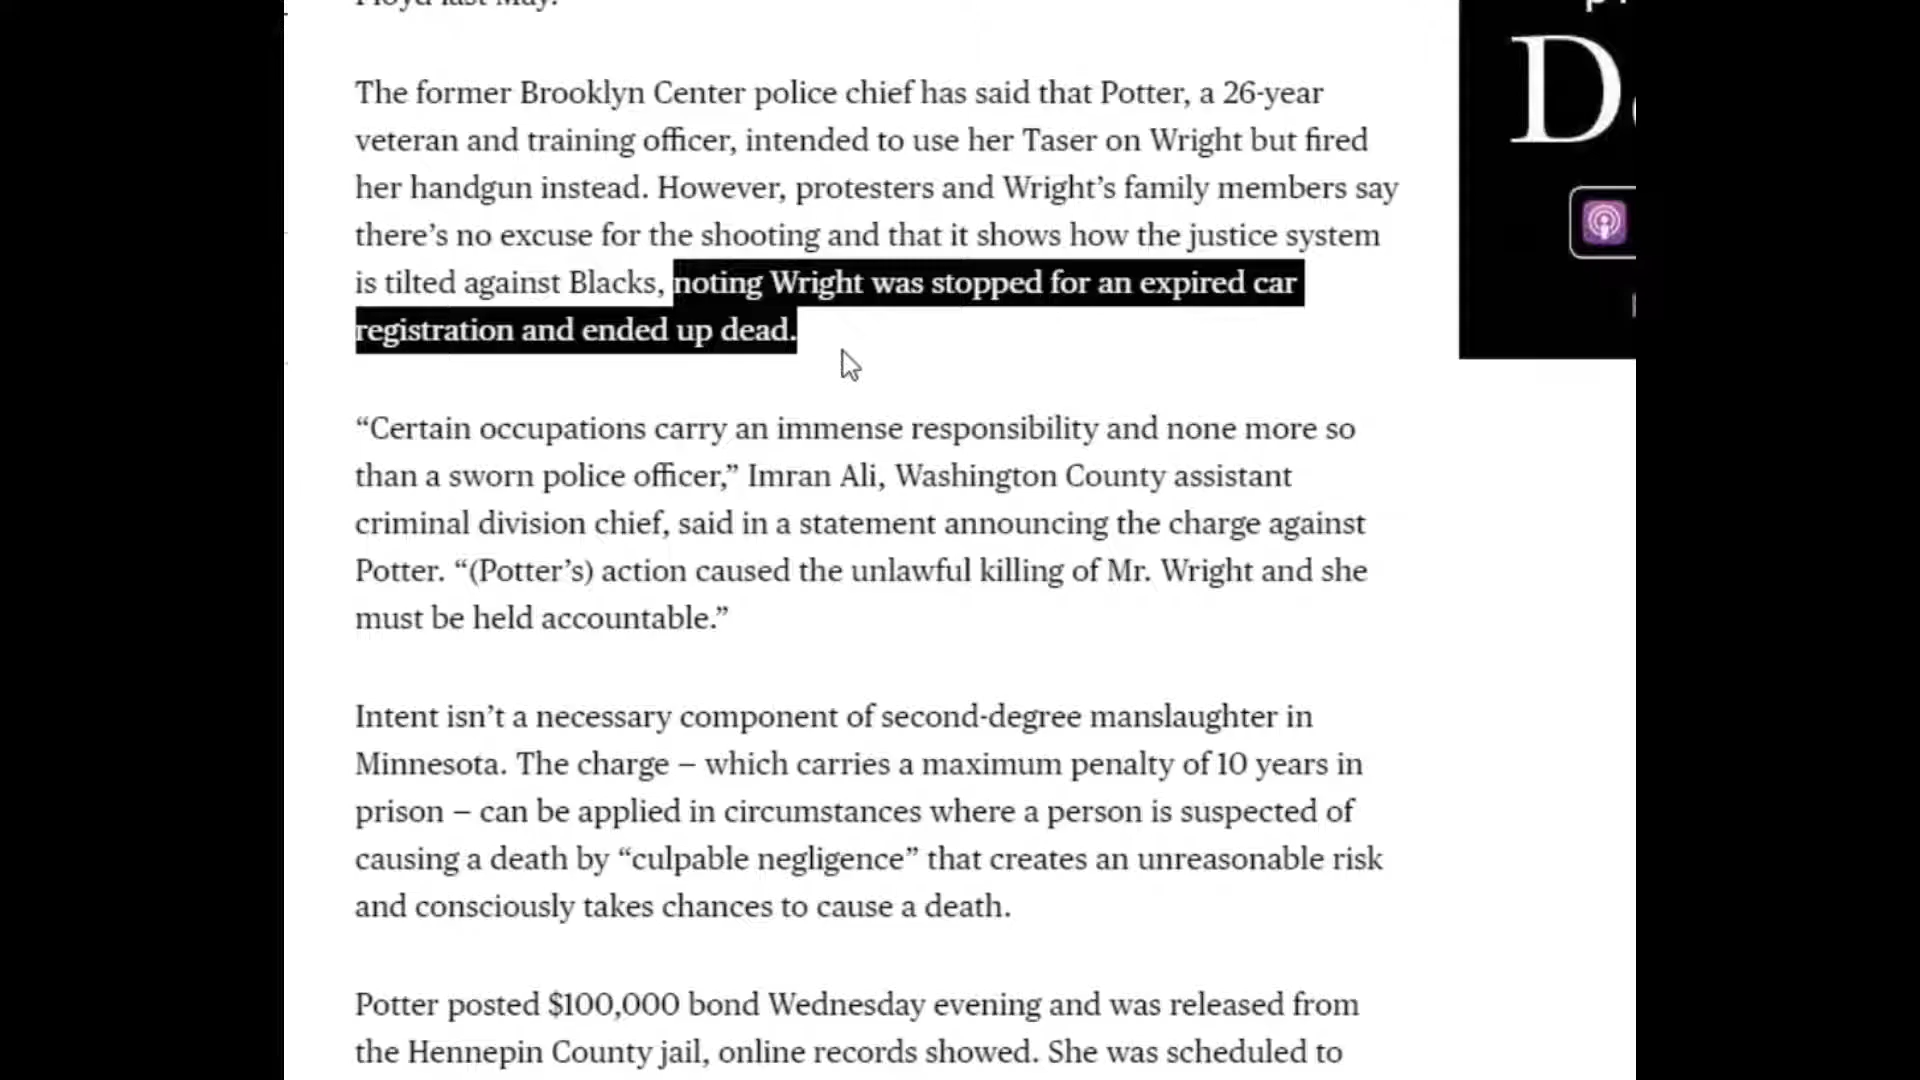 Floyd last May.
The former Brooklyn Center police chief has said that Potter, a 26-year
veteran and training officer, intended to use her Taser on Wright but fired
her handgun instead. However, protesters and Wright’s family members say
there’s no excuse for the shooting and that it shows how the justice system
is tilted against Blacks, noting Wright was stopped for an expired car
registration and ended up dead.
“Certain occupations carry an immense responsibility and none more so
than a sworn police officer,” Imran Ali, Washington County assistant
criminal division chief, said in a statement announcing the charge against
Potter. “(Potter’s) action caused the unlawful killing of Mr. Wright and she
must be held accountable.”
Intent isn’t a necessary component of second-degree manslaughter in
Minnesota. The charge – which carries a maximum penalty of 10 years in
prison – can be applied in circumstances where a person is suspected of
causing a death by “culpable negligence” that creates an unreasonable risk
and consciously takes chances to cause a death.
Potter posted $100,000 bond Wednesday evening and was released from
the Hennepin County jail, online records showed. She was scheduled to